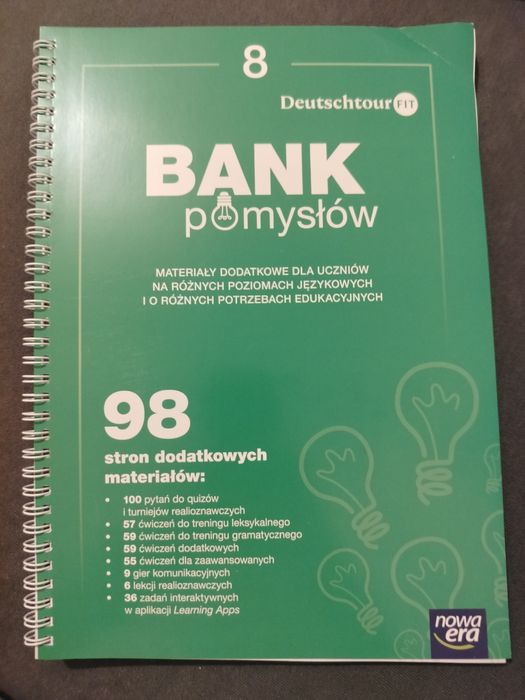 8
Deutschtour FIT
BANK
pomysłów
MATERIAŁY DODATKOWE DLA UCZNIÓW
NA RÓŻNYCH POZIOMACH JĘZYKOWYCH
I O RÓŻNYCH POTRZEBACH EDUKACYJNYCH
98
stron dodatkowych
materiałów:
• 100 pytań do quizów
i turniejów realioznawczych
• 57 ćwiczeń do treningu leksykalnego
• 59 ćwiczeń do treningu gramatycznego
• 59 ćwiczeń dodatkowych
• 55 ćwiczeń dla zaawansowanych
• 9 gier komunikacyjnych
• 6 lekcji realioznawczych
• 36 zadań interaktywnych
w aplikacji Learning Apps
nowa
era